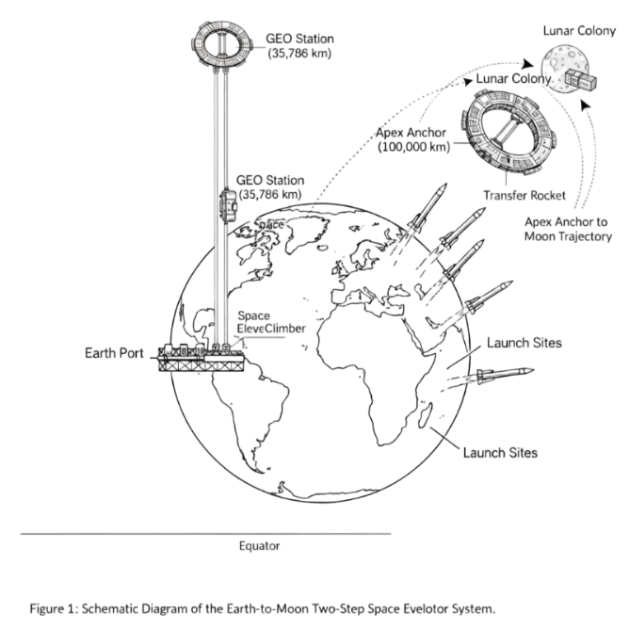 Lunar Colony
GEO Station
(35,786 km)
Lunar Colony
Apex Anchor
(100,000 km)
GEO Station
(35,786 km)
Transfer Rocket
Apex Anchor to
Moon Trajectory
Space
EleveClimber
Launch Sites
Earth Port
Launch Sites
Equator
Figure 1: Schematic Diagram of the Earth-to-Moon Two-Step Space Evelotor System.